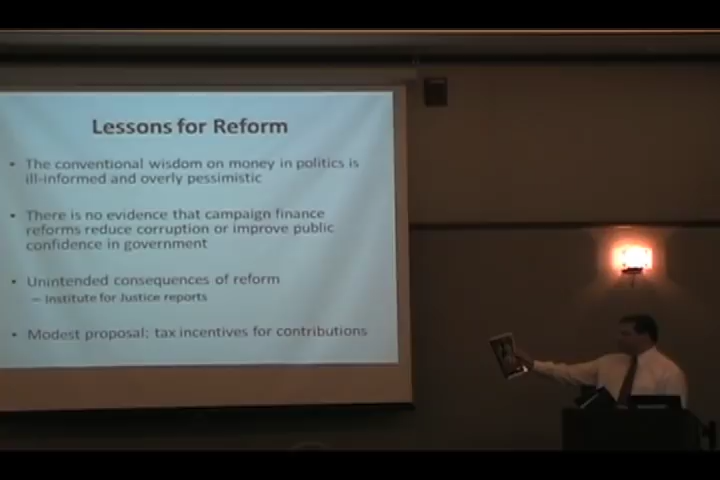 Lessons for Reform
• The conventional wisdom on money in politics is
ill-informed and overly pessimistic
• There is no evidence that campaign finance
reforms reduce corruption or improve public
confidence in government
• Unintended consequences of reform
– Institute for Justice reports
• Modest proposal: tax incentives for contributions